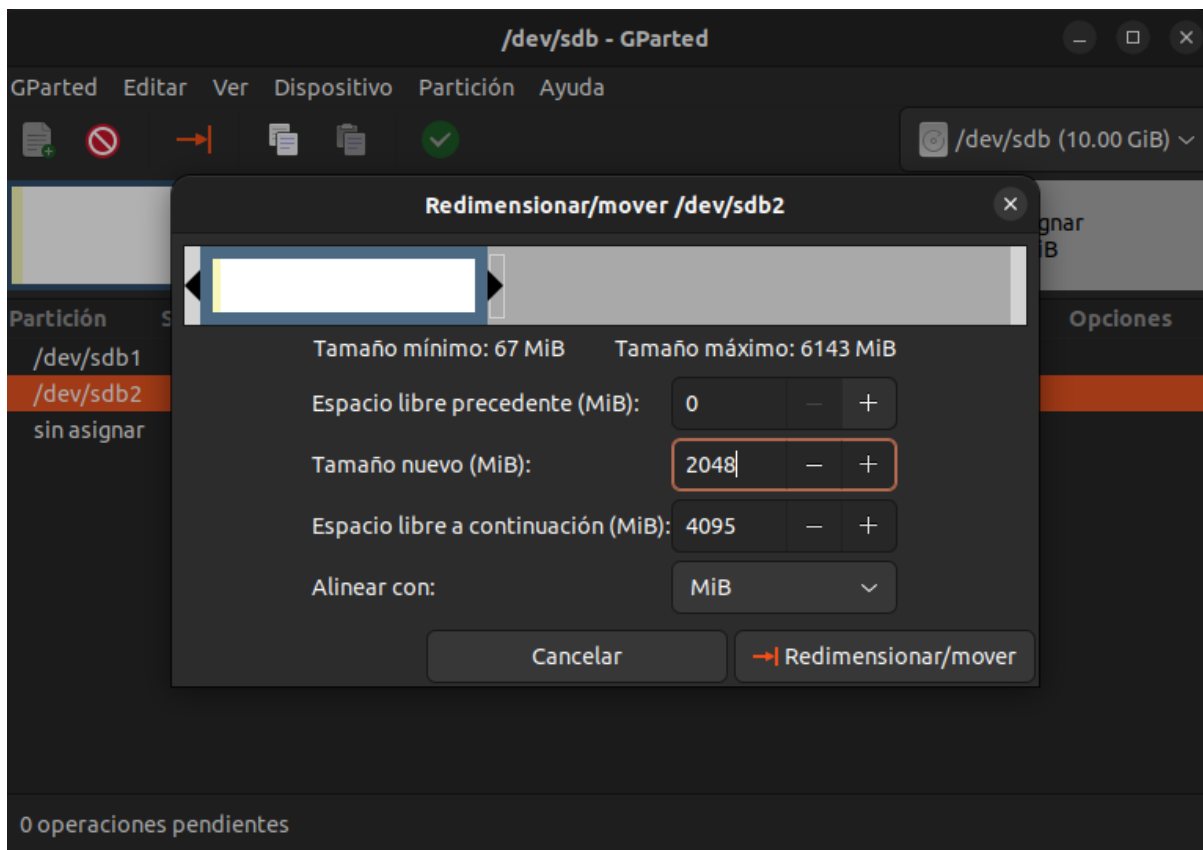 /dev/sdb - GParted
GParted Editar Ver Dispositivo Partición Ayuda
/dev/sdb (10.00 GiB)
Redimensionar/mover /dev/sdb2
gnar
iB
Partición S Opciones
/dev/sdb1
/dev/sdb2
sin asignar
Tamaño mínimo: 67 MiB Tamaño máximo: 6143 MiB
Espacio libre precedente (MiB): 0
Tamaño nuevo (MiB): 2048
Espacio libre a continuación (MiB): 4095
Alinear con: MiB
Cancelar Redimensionar/mover
0 operaciones pendientes